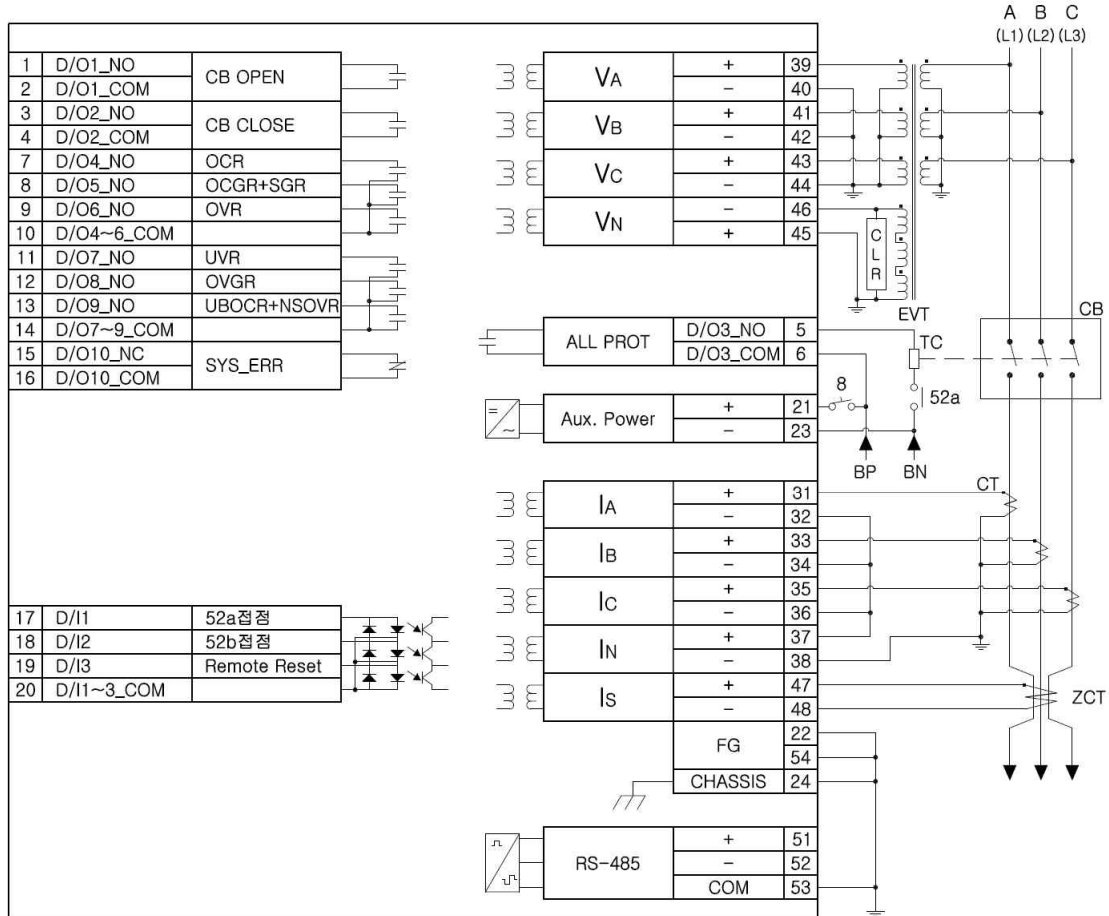 A B C
(L1) (L2) (L3)
1 D/O1_NO CB OPEN
2 D/O1_COM
3 D/O2_NO CB CLOSE
4 D/O2_COM
7 D/O4_NO OCR
8 D/O5_NO OCGR+SGR
9 D/O6_NO OVR
10 D/O4~6_COM
11 D/O7_NO UVR
12 D/O8_NO OVGR
13 D/O9_NO UBOCR+NSOVR
14 D/O7~9_COM
15 D/O10_NC SYS_ERR
16 D/O10_COM
17 D/I1 52a접점
18 D/I2 52b접점
19 D/I3 Remote Reset
20 D/I1~3_COM
VA + 39
− 40
VB + 41
− 42
VC + 43
− 44
VN − 46
+ 45
CLR
EVT
ALL PROT D/O3_NO 5
D/O3_COM 6
TC
CB
8
52a
Aux. Power + 21
− 23
BP BN
CT
IA + 31
− 32
IB + 33
− 34
IC + 35
− 36
IN + 37
− 38
IS + 47
− 48
ZCT
FG 22
54
CHASSIS 24
RS-485 + 51
− 52
COM 53